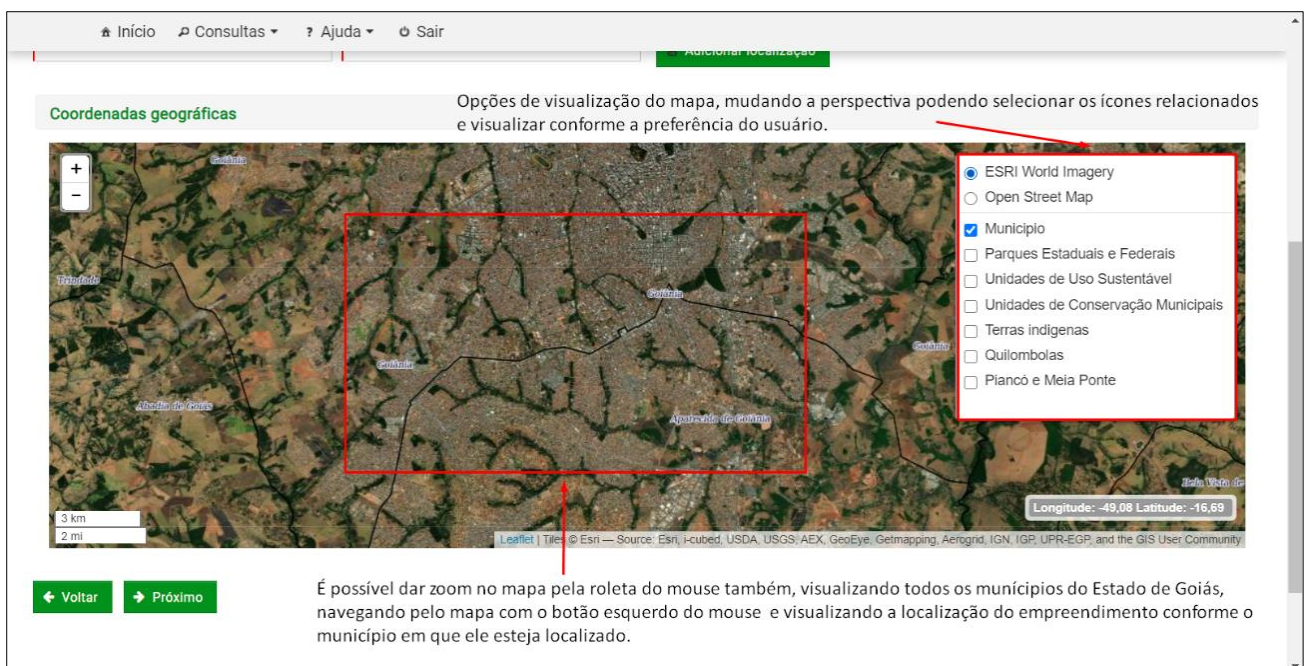 Início Consultas ? Ajuda Sair
Adicionar localização
Opções de visualização do mapa, mudando a perspectiva podendo selecionar os ícones relacionados
e visualizar conforme a preferência do usuário.
Coordenadas geográficas
+
−
ESRI World Imagery
Open Street Map
Municipio
Parques Estaduais e Federais
Unidades de Uso Sustentável
Unidades de Conservação Municipais
Terras indigenas
Quilombolas
Piancó e Meia Ponte
Goiânia
Trindade
Goiânia
Goiânia
Goiânia
Abadia de Goiás
Aparecida de Goiânia
Bela Vista de
Longitude: -49,08 Latitude: -16,69
3 km
2 mi
Leaflet | Tiles © Esri — Source: Esri, i-cubed, USDA, USGS, AEX, GeoEye, Getmapping, Aerogrid, IGN, IGP, UPR-EGP, and the GIS User Community
Voltar
Próximo
É possível dar zoom no mapa pela roleta do mouse também, visualizando todos os munícipios do Estado de Goiás,
navegando pelo mapa com o botão esquerdo do mouse e visualizando a localização do empreendimento conforme o
município em que ele esteja localizado.